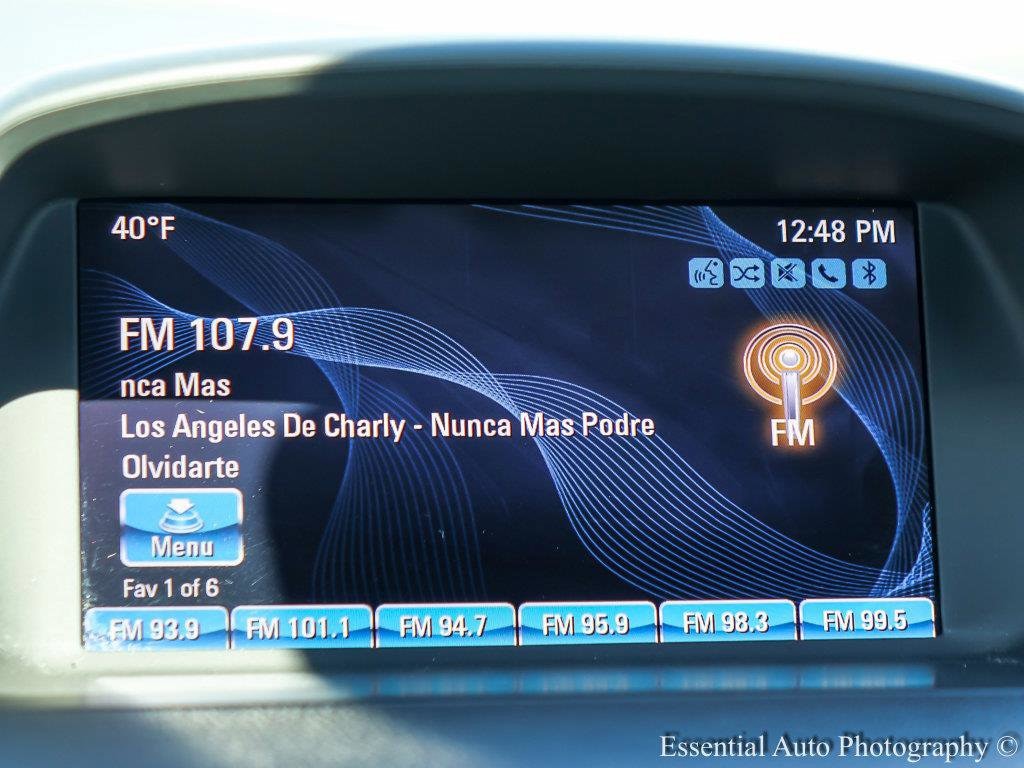 40°F
12:48 PM
FM 107.9
nca Mas
Los Angeles De Charly - Nunca Mas Podre
Olvidarte
FM
Menu
Fav 1 of 6
FM 93.9
FM 101.1
FM 94.7
FM 95.9
FM 98.3
FM 99.5
Essential Auto Photography ©